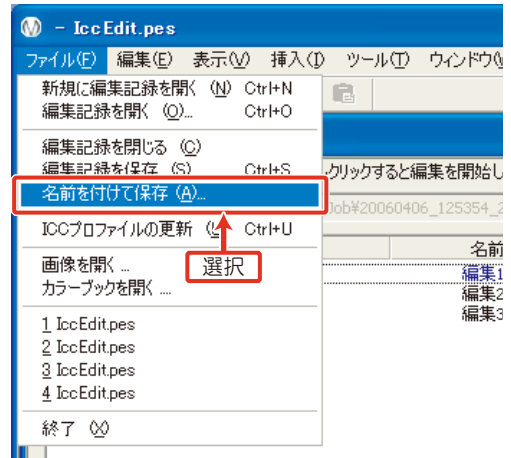 - IccEdit.pes
ファイル(F) 編集(E) 表示(V) 挿入(I) ツール(T) ウィンドウ(
新規に編集記録を開く (N) Ctrl+N
編集記録を開く (O)... Ctrl+O
編集記録を閉じる (C)
編集記録を保存 (S) Ctrl+S
クリックすると編集を開始し
名前を付けて保存 (A)...
Job¥20060406_125354_2
ICCプロファイルの更新 Ctrl+U
名前
選択
画像を開く ...
編集1
カラーブックを開く ....
編集2
編集3
1 IccEdit.pes
2 IccEdit.pes
3 IccEdit.pes
4 IccEdit.pes
終了 (X)